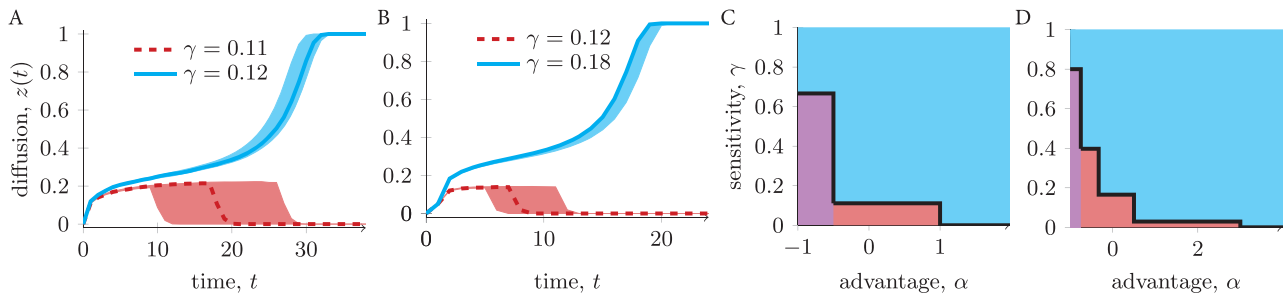 A
diffusion, z(t)
1
0.8
0.6
0.4
0.2
0
0
10
20
30
time, t
γ = 0.11
γ = 0.12
B
1
0.8
0.6
0.4
0.2
0
0
10
20
time, t
γ = 0.12
γ = 0.18
C
sensitivity, γ
1
0.8
0.6
0.4
0.2
0
−1
0
1
advantage, α
D
1
0.8
0.6
0.4
0.2
0
0
2
advantage, α